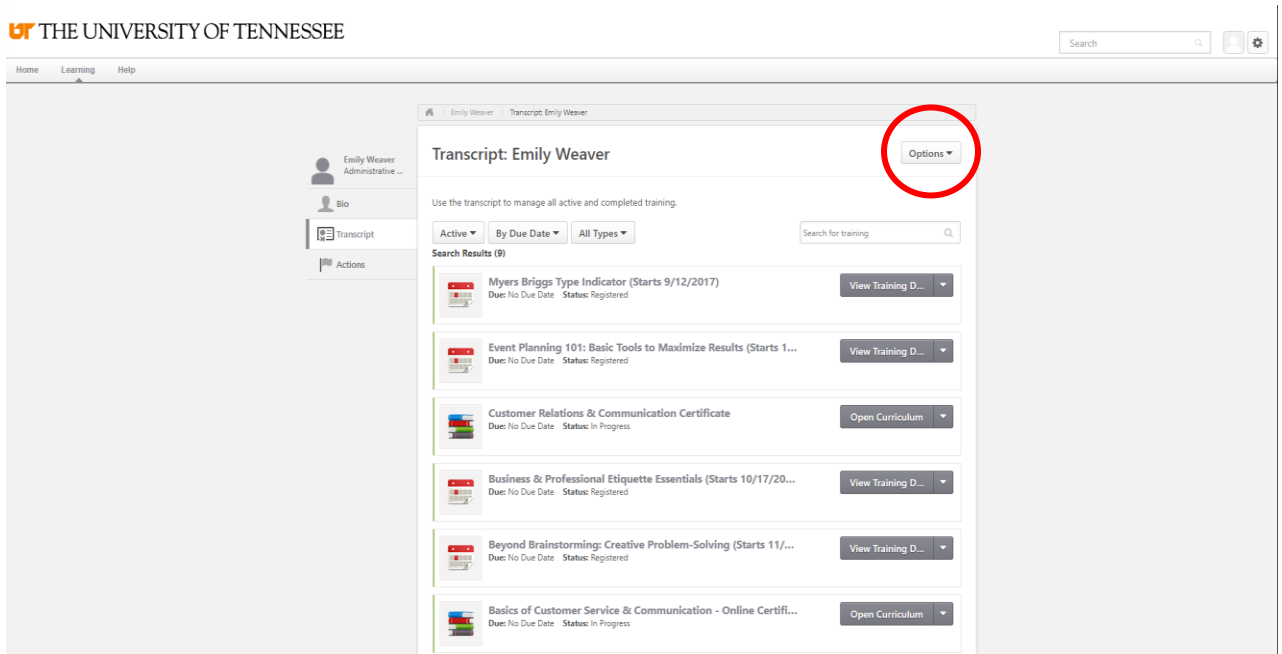 UT THE UNIVERSITY OF TENNESSEE
Search
Home Learning Help
Emily Weaver Transcript: Emily Weaver
Emily Weaver
Administrative ...
Bio
Transcript
Actions
Transcript: Emily Weaver
Options
Use the transcript to manage all active and completed training.
Active By Due Date All Types
Search for training
Search Results (9)
Myers Briggs Type Indicator (Starts 9/12/2017)
Due: No Due Date Status: Registered
View Training D...
Event Planning 101: Basic Tools to Maximize Results (Starts 1...
Due: No Due Date Status: Registered
View Training D...
Customer Relations & Communication Certificate
Due: No Due Date Status: In Progress
Open Curriculum
Business & Professional Etiquette Essentials (Starts 10/17/20...
Due: No Due Date Status: Registered
View Training D...
Beyond Brainstorming: Creative Problem-Solving (Starts 11/...
Due: No Due Date Status: Registered
View Training D...
Basics of Customer Service & Communication - Online Certifi...
Due: No Due Date Status: In Progress
Open Curriculum